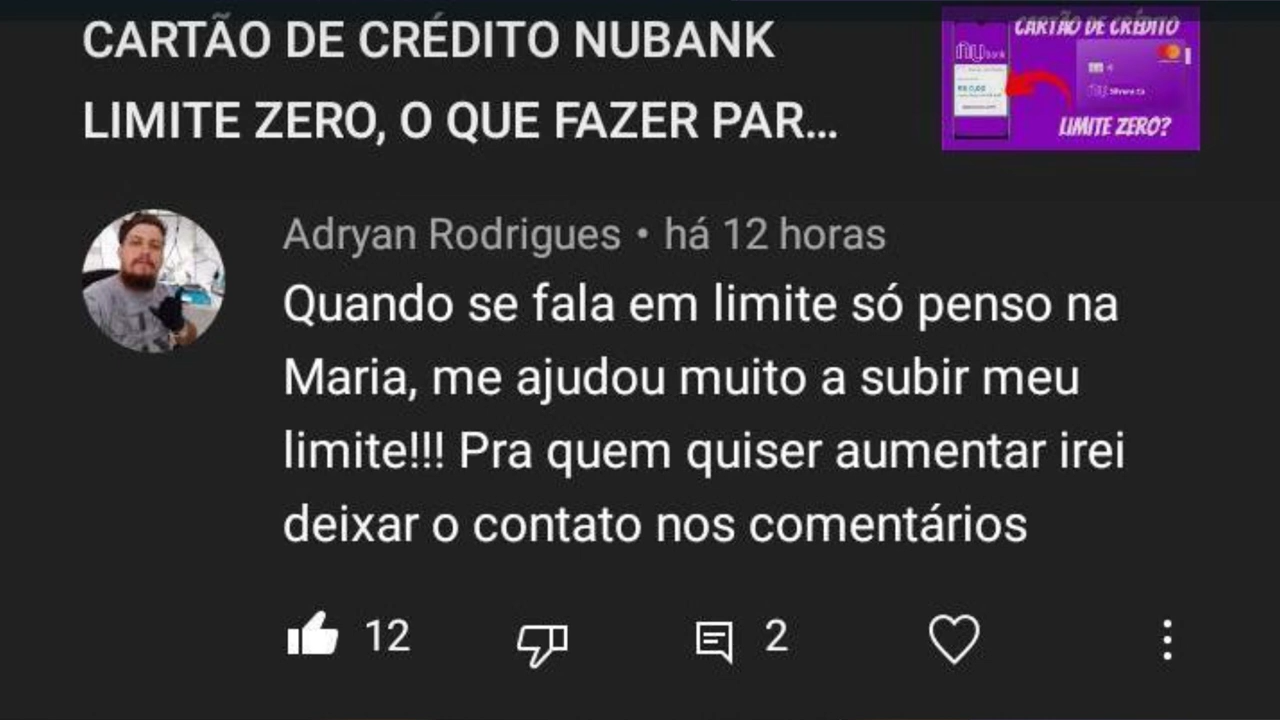 CARTÃO DE CRÉDITO NUBANK
LIMITE ZERO, O QUE FAZER PAR...
CARTÃO DE CRÉDITO
nu bank
LIMITE ZERO?
Adryan Rodrigues • há 12 horas
Quando se fala em limite só penso na
Maria, me ajudou muito a subir meu
limite!!! Pra quem quiser aumentar irei
deixar o contato nos comentários
12
2